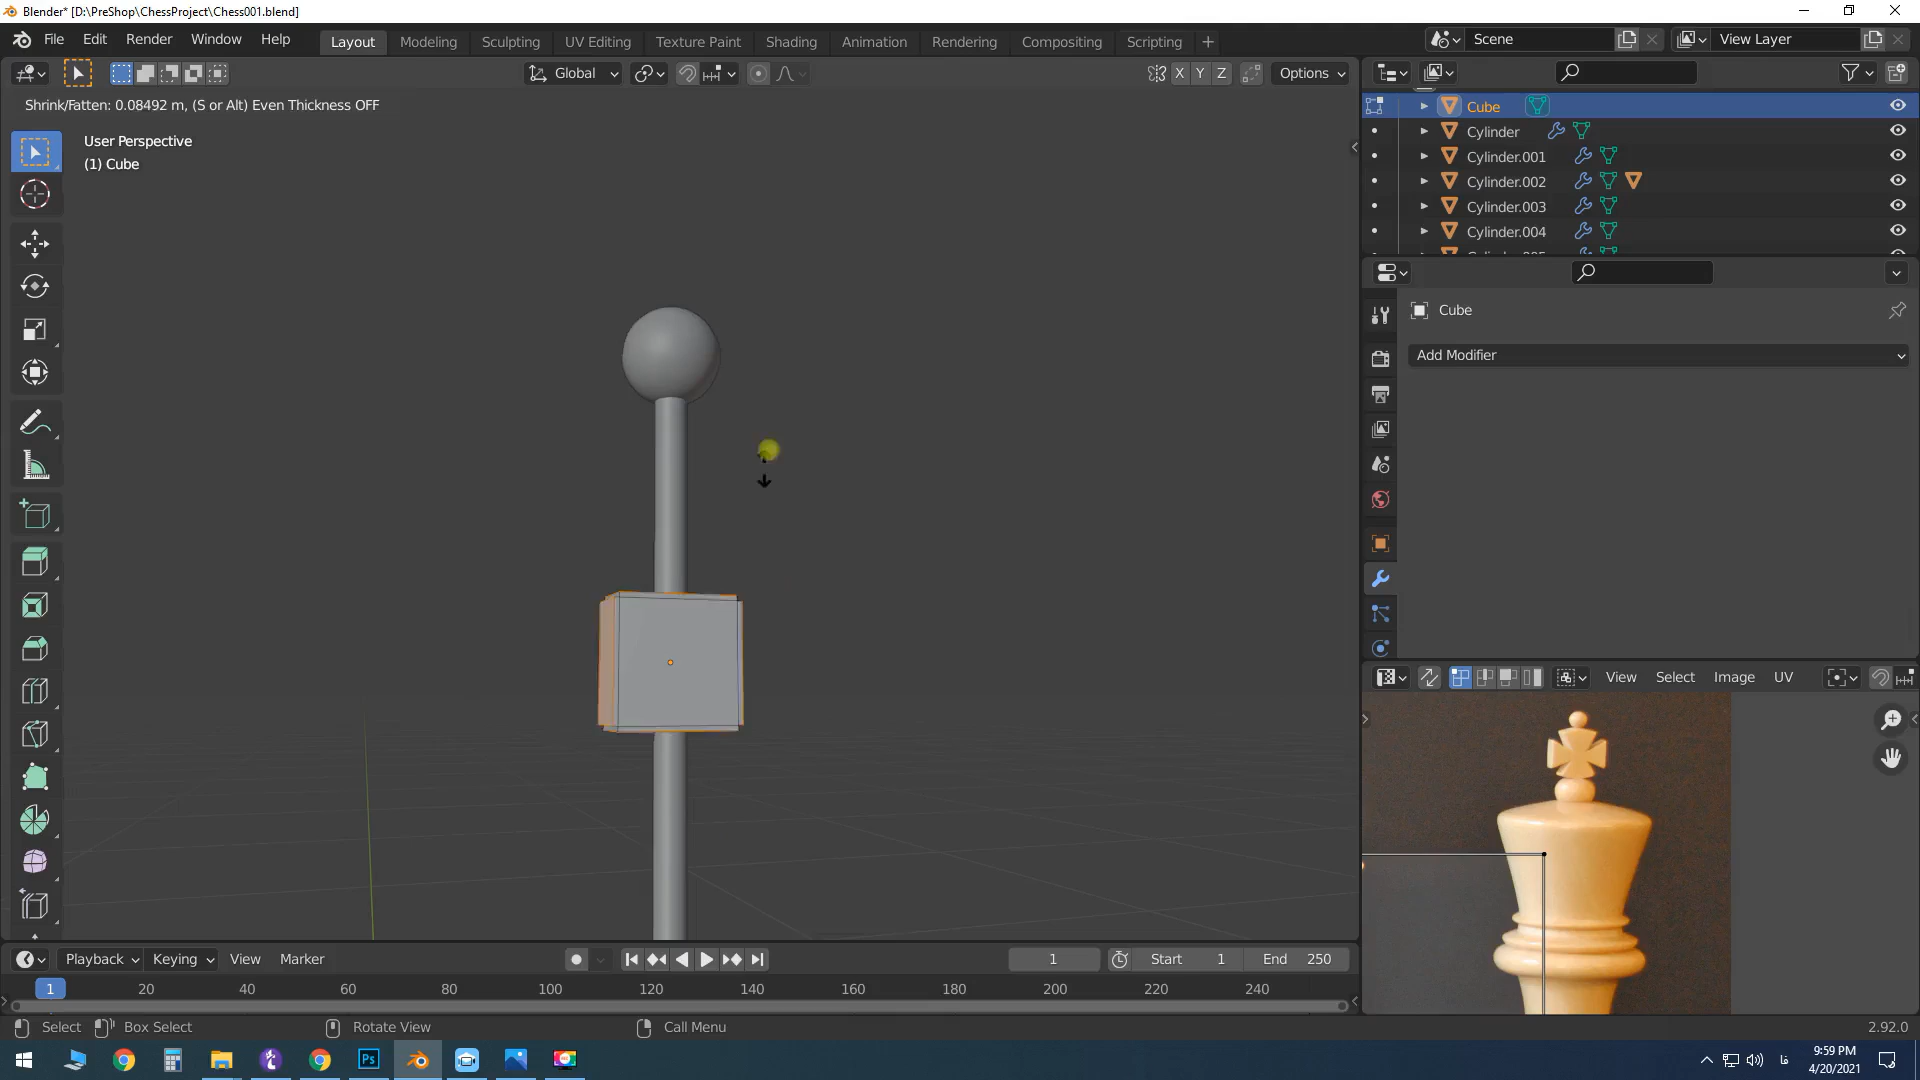 Blender* [D:\PreShop\ChessProject\Chess001.blend]
File Edit Render Window Help Layout Modeling Sculpting UV Editing Texture Paint Shading Animation Rendering Compositing Scripting Scene View Layer
Global X Y Z Options
Shrink/Fatten: 0.08492 m, (S or Alt) Even Thickness OFF
User Perspective
(1) Cube
Cube
Cylinder
Cylinder.001
Cylinder.002
Cylinder.003
Cylinder.004
Cube
Add Modifier
View Select Image UV
Playback Keying View Marker 1 Start 1 End 250
1 20 40 60 80 100 120 140 160 180 200 220 240
Select Box Select Rotate View Call Menu 2.92.0
Ps فا 9:59 PM
4/20/2021